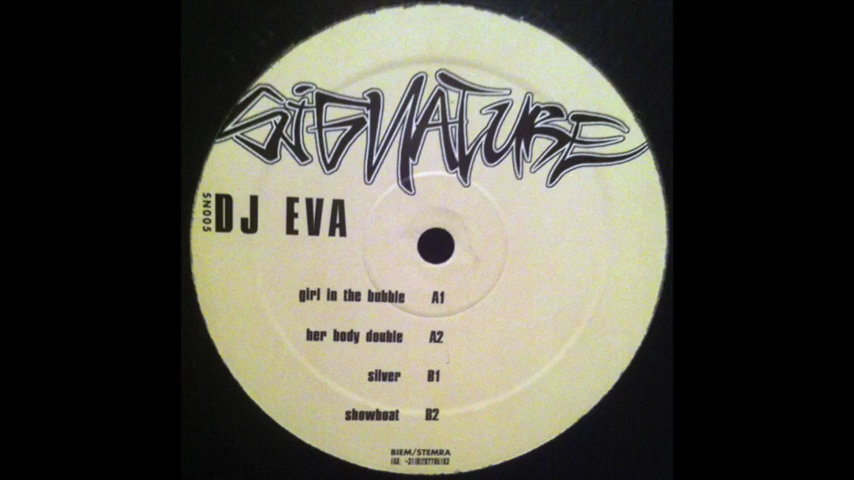 SIGNATURE
SN005
DJ EVA
girl in the bubble A1
her body double A2
silver B1
showboat B2
BIEM/STEMRA